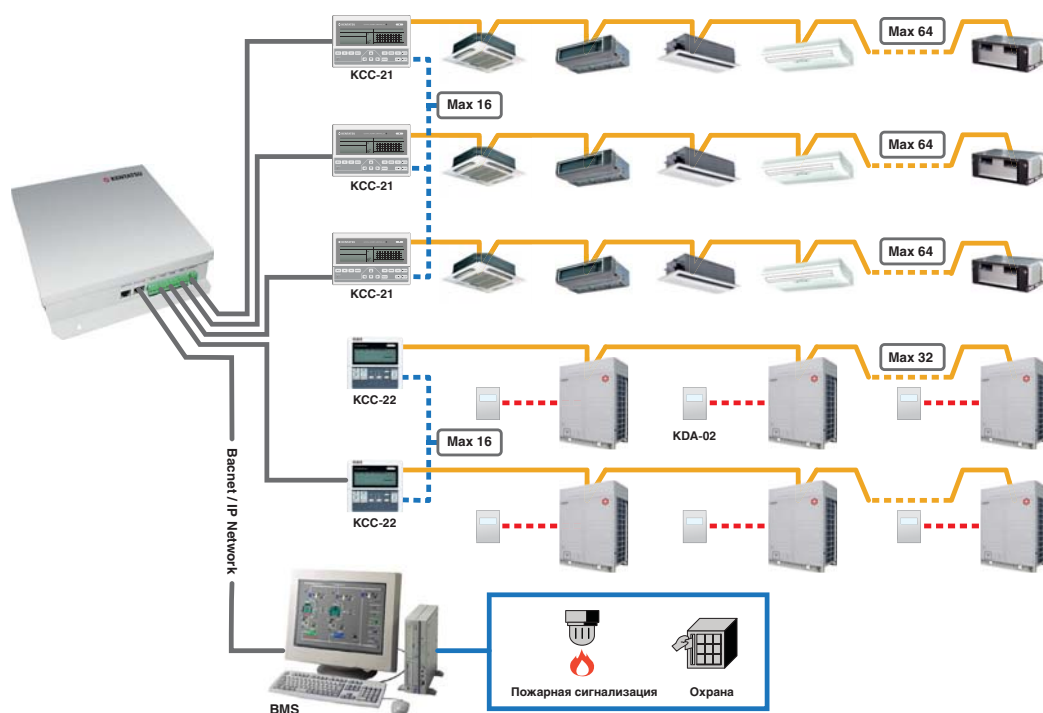 KCC-21
Max 64
Max 16
KENTATSU
KCC-21
Max 64
KCC-21
Max 64
KCC-22
Max 32
KDA-02
Max 16
KCC-22
Bacnet / IP Network
BMS
Пожарная сигнализация
Охрана